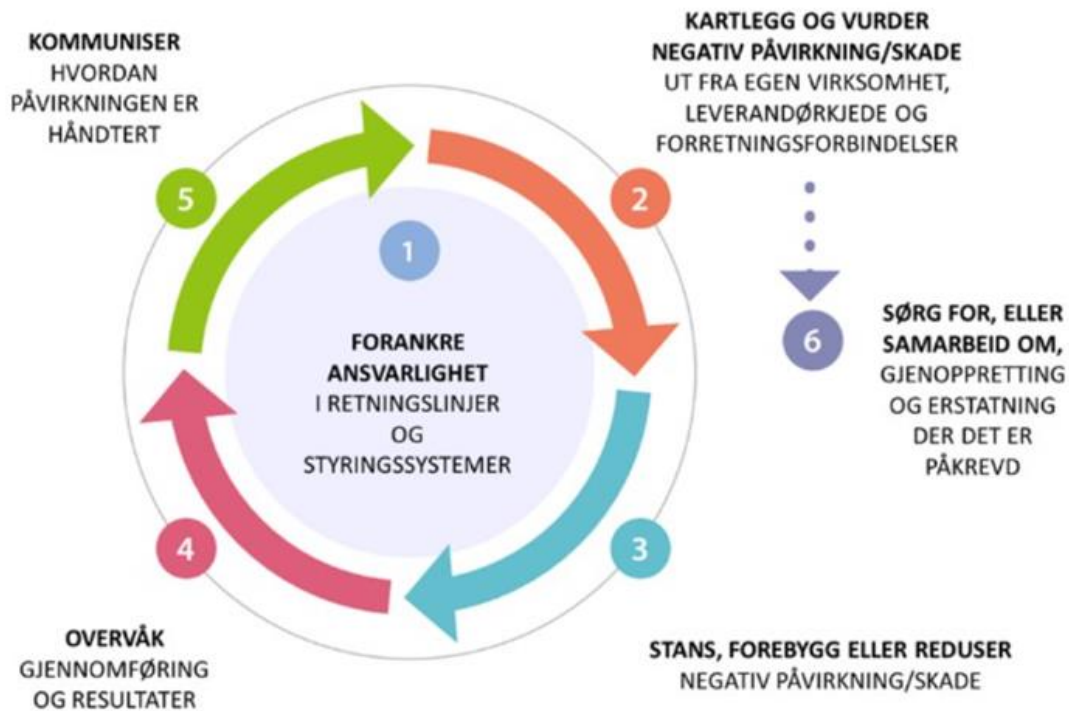 1
FORANKRE
ANSVARLIGHET
I RETNINGSLINJER
OG
STYRINGSSYSTEMER
2
KARTLEGG OG VURDER
NEGATIV PÅVIRKNING/SKADE
UT FRA EGEN VIRKSOMHET,
LEVERANDØRKJEDE OG
FORRETNINGSFORBINDELSER
3
STANS, FOREBYGG ELLER REDUSER
NEGATIV PÅVIRKNING/SKADE
4
OVERVÅK
GJENNOMFØRING
OG RESULTATER
5
KOMMUNISER
HVORDAN
PÅVIRKNINGEN ER
HÅNDTERT
6
SØRG FOR, ELLER
SAMARBEID OM,
GJENOPPRETTING
OG ERSTATNING
DER DET ER
PÅKREVD